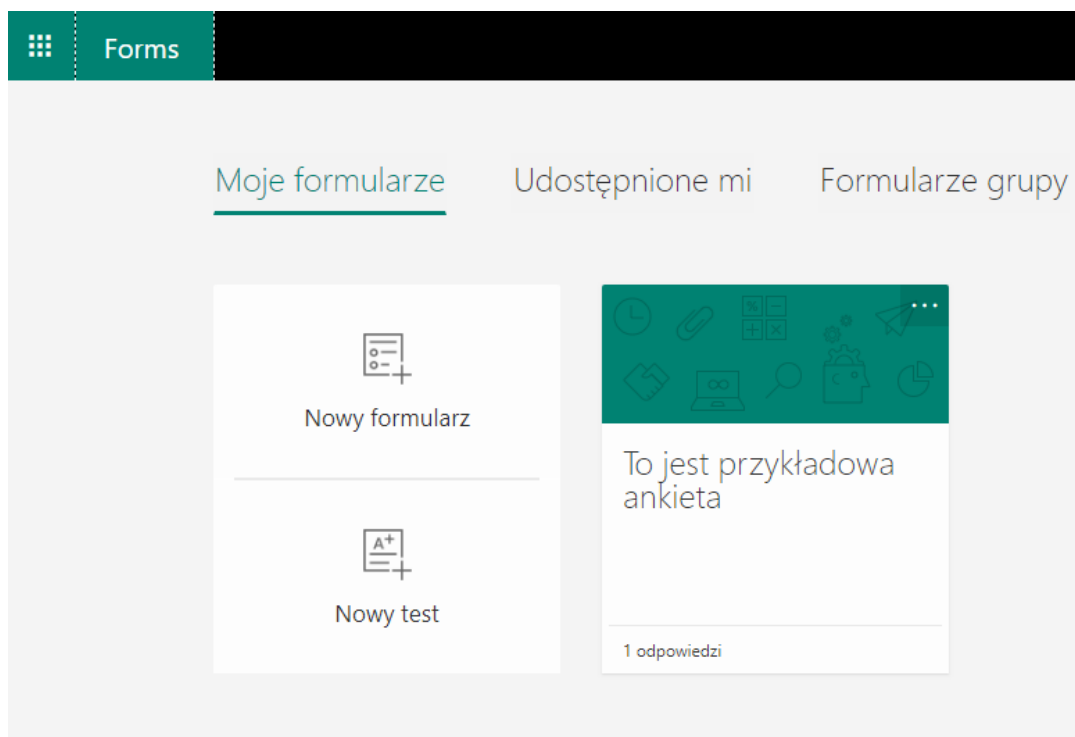 Forms
Moje formularze Udostępnione mi Formularze grupy
Nowy formularz
Nowy test
To jest przykładowa
ankieta
1 odpowiedzi